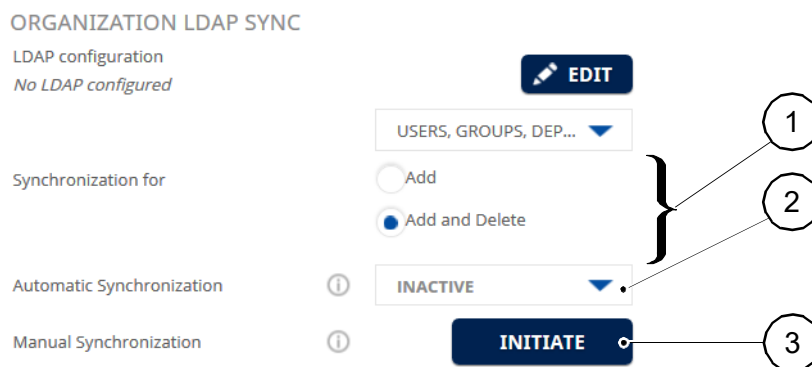 ORGANIZATION LDAP SYNC
LDAP configuration
No LDAP configured
EDIT
USERS, GROUPS, DEP...
1
Synchronization for
Add
Add and Delete
2
Automatic Synchronization
INACTIVE
Manual Synchronization
INITIATE
3